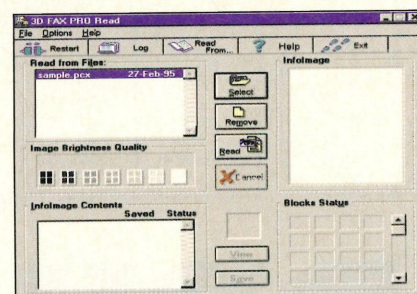 3D FAX PRO Read
File Options Help
Restart Log Read From... Help Exit
Read from Files:
sample.pcx 27-Feb-95
Select
Remove
Read
Cancel
Image Brightness Quality
InfoImage
InfoImage Contents
Saved Status
View
Save
Blocks Status